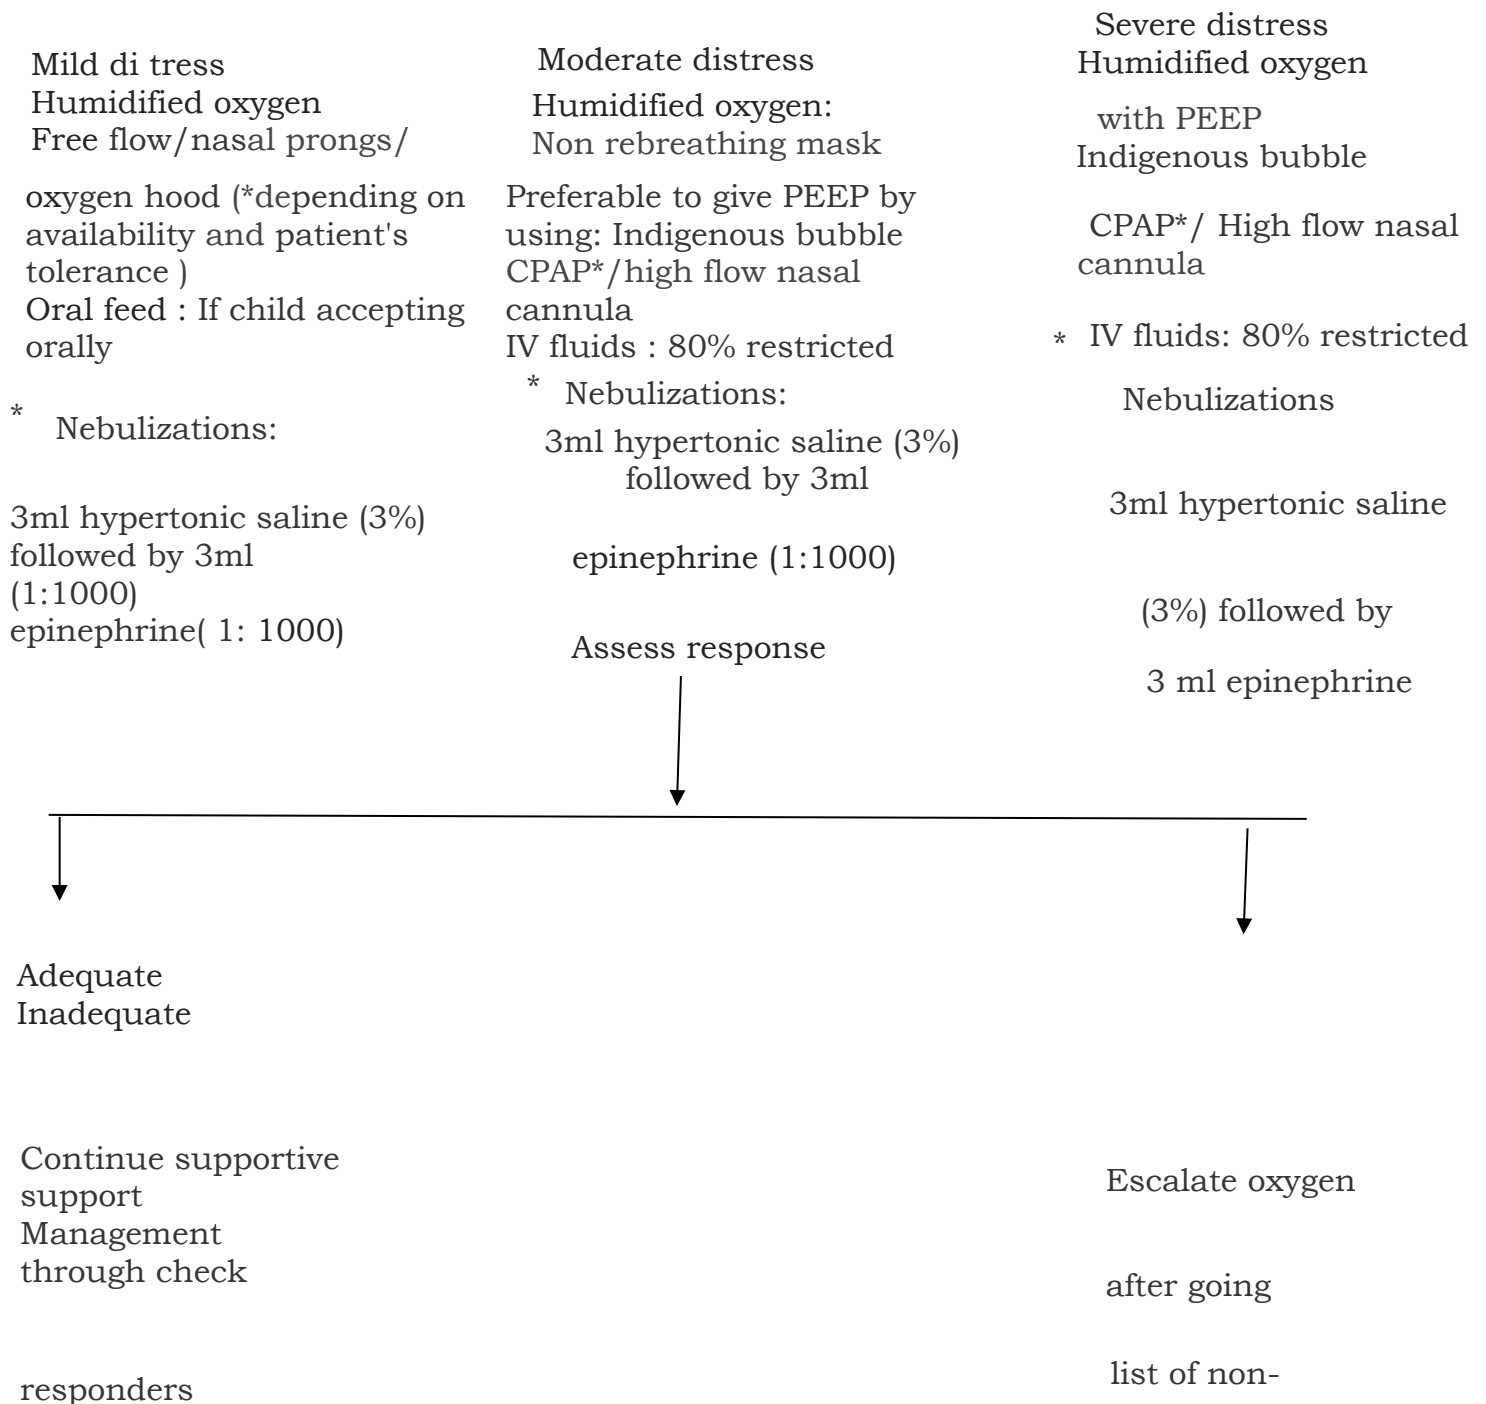 Mild di tress
Humidified oxygen
Free flow/nasal prongs/
oxygen hood (*depending on
availability and patient's
tolerance )
Oral feed : If child accepting
orally
* Nebulizations:
3ml hypertonic saline (3%)
followed by 3ml
(1:1000)
epinephrine( 1: 1000)
Moderate distress
Humidified oxygen:
Non rebreathing mask
Preferable to give PEEP by
using: Indigenous bubble
CPAP*/high flow nasal
cannula
IV fluids : 80% restricted
* Nebulizations:
3ml hypertonic saline (3%)
followed by 3ml
epinephrine (1:1000)
Assess response
Severe distress
Humidified oxygen
with PEEP
Indigenous bubble
CPAP*/ High flow nasal
cannula
* IV fluids: 80% restricted
Nebulizations
3ml hypertonic saline
(3%) followed by
3 ml epinephrine
Adequate
Inadequate
Continue supportive
support
Management
through check
responders
Escalate oxygen
after going
list of non-